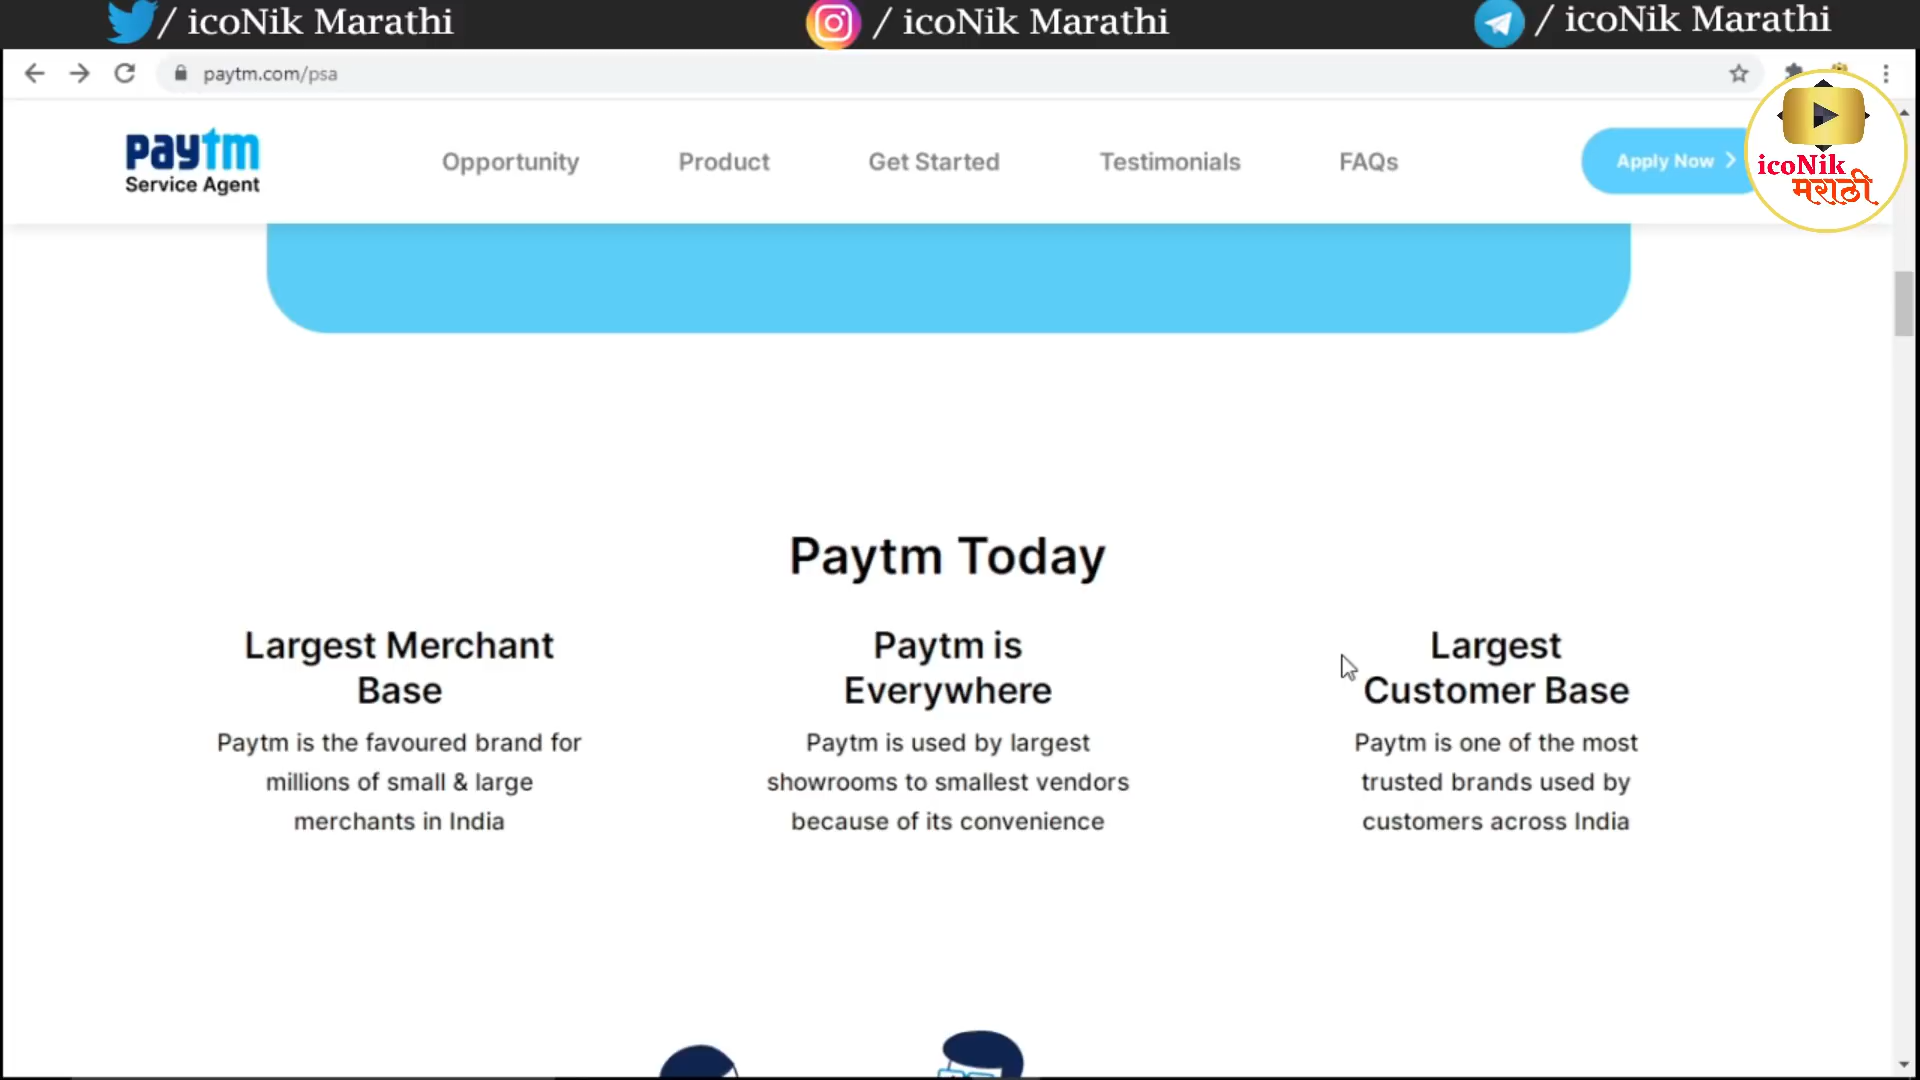 / icoNik Marathi
/ icoNik Marathi
/ icoNik Marathi
paytm.com/psa
paytm
Service Agent
Opportunity
Product
Get Started
Testimonials
FAQs
Apply Now
icoNik
मराठी
Paytm Today
Largest Merchant
Base
Paytm is the favoured brand for
millions of small & large
merchants in India
Paytm is
Everywhere
Paytm is used by largest
showrooms to smallest vendors
because of its convenience
Largest
Customer Base
Paytm is one of the most
trusted brands used by
customers across India